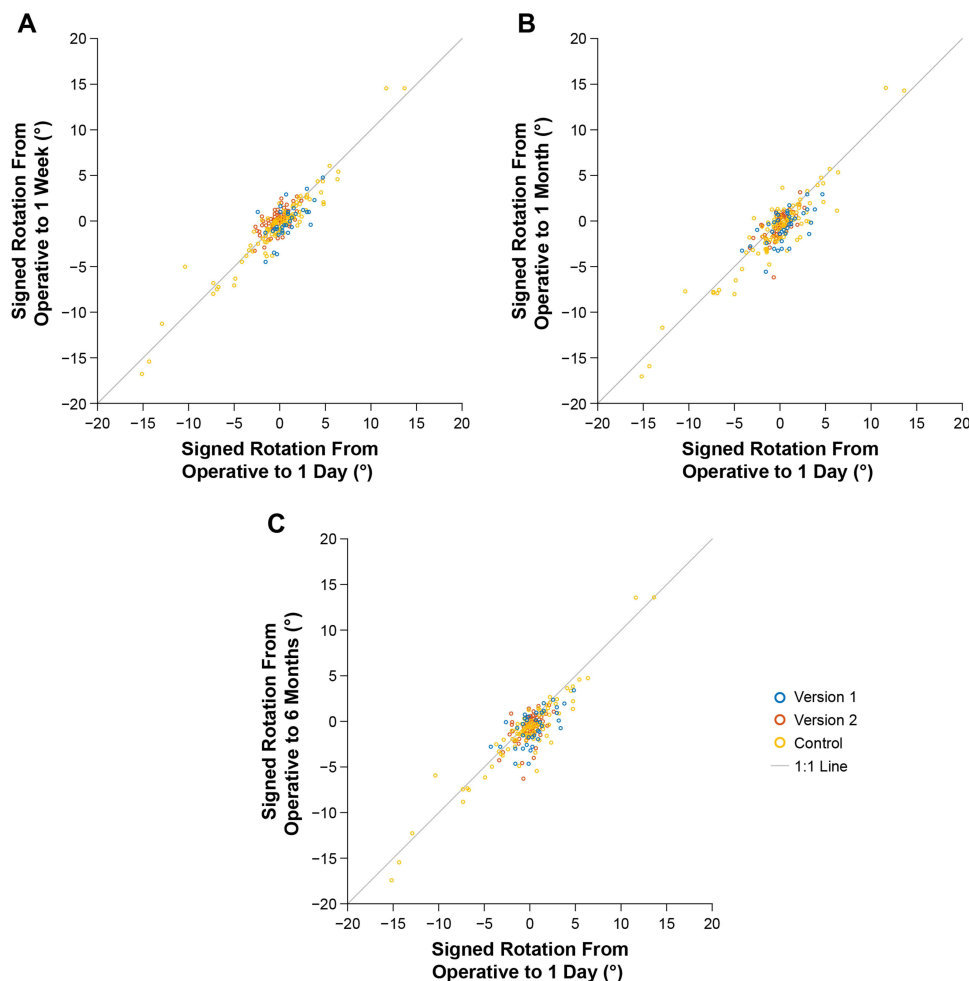 A
Signed Rotation From
Operative to 1 Week (°)
20
15
10
5
0
−5
−10
−15
−20
−20 −15 −10 −5 0 5 10 15 20
Signed Rotation From
Operative to 1 Day (°)
B
Signed Rotation From
Operative to 1 Month (°)
20
15
10
5
0
−5
−10
−15
−20
−20 −15 −10 −5 0 5 10 15 20
Signed Rotation From
Operative to 1 Day (°)
C
Signed Rotation From
Operative to 6 Months (°)
20
15
10
5
0
−5
−10
−15
−20
−20 −15 −10 −5 0 5 10 15 20
Signed Rotation From
Operative to 1 Day (°)
Version 1
Version 2
Control
1:1 Line